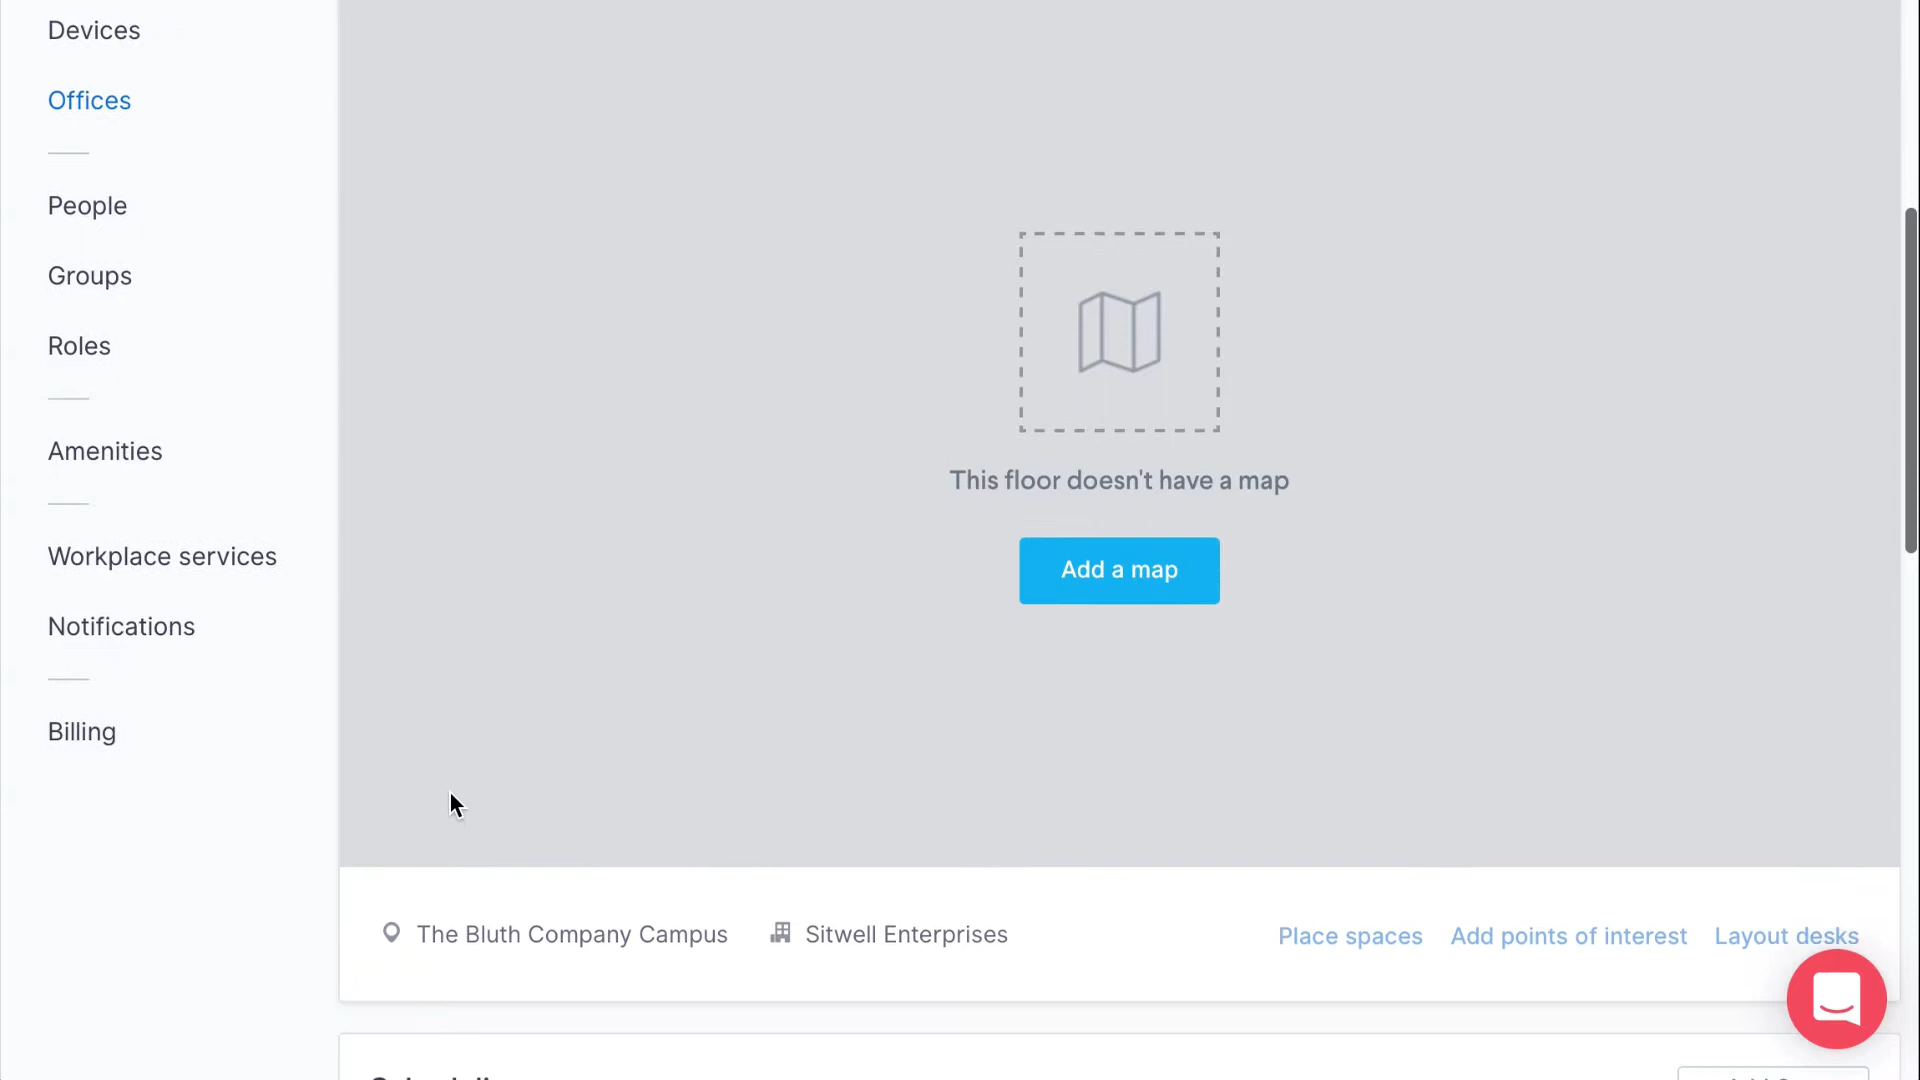 Devices
Offices
People
Groups
Roles
Amenities
Workplace services
Notifications
Billing
This floor doesn't have a map
Add a map
The Bluth Company Campus
Sitwell Enterprises
Place spaces
Add points of interest
Layout desks